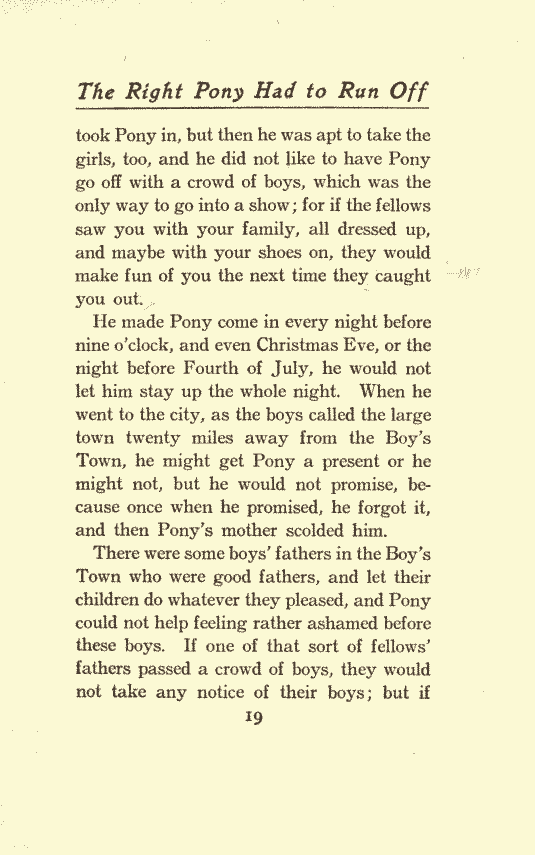 The Right Pony Had to Run Off
took Pony in, but then he was apt to take the
girls, too, and he did not like to have Pony
go off with a crowd of boys, which was the
only way to go into a show; for if the fellows
saw you with your family, all dressed up,
and maybe with your shoes on, they would
make fun of you the next time they caught
you out.
He made Pony come in every night before
nine o'clock, and even Christmas Eve, or the
night before Fourth of July, he would not
let him stay up the whole night. When he
went to the city, as the boys called the large
town twenty miles away from the Boy's
Town, he might get Pony a present or he
might not, but he would not promise, be-
cause once when he promised, he forgot it,
and then Pony's mother scolded him.
There were some boys' fathers in the Boy's
Town who were good fathers, and let their
children do whatever they pleased, and Pony
could not help feeling rather ashamed before
these boys. If one of that sort of fellows'
fathers passed a crowd of boys, they would
not take any notice of their boys; but if
19